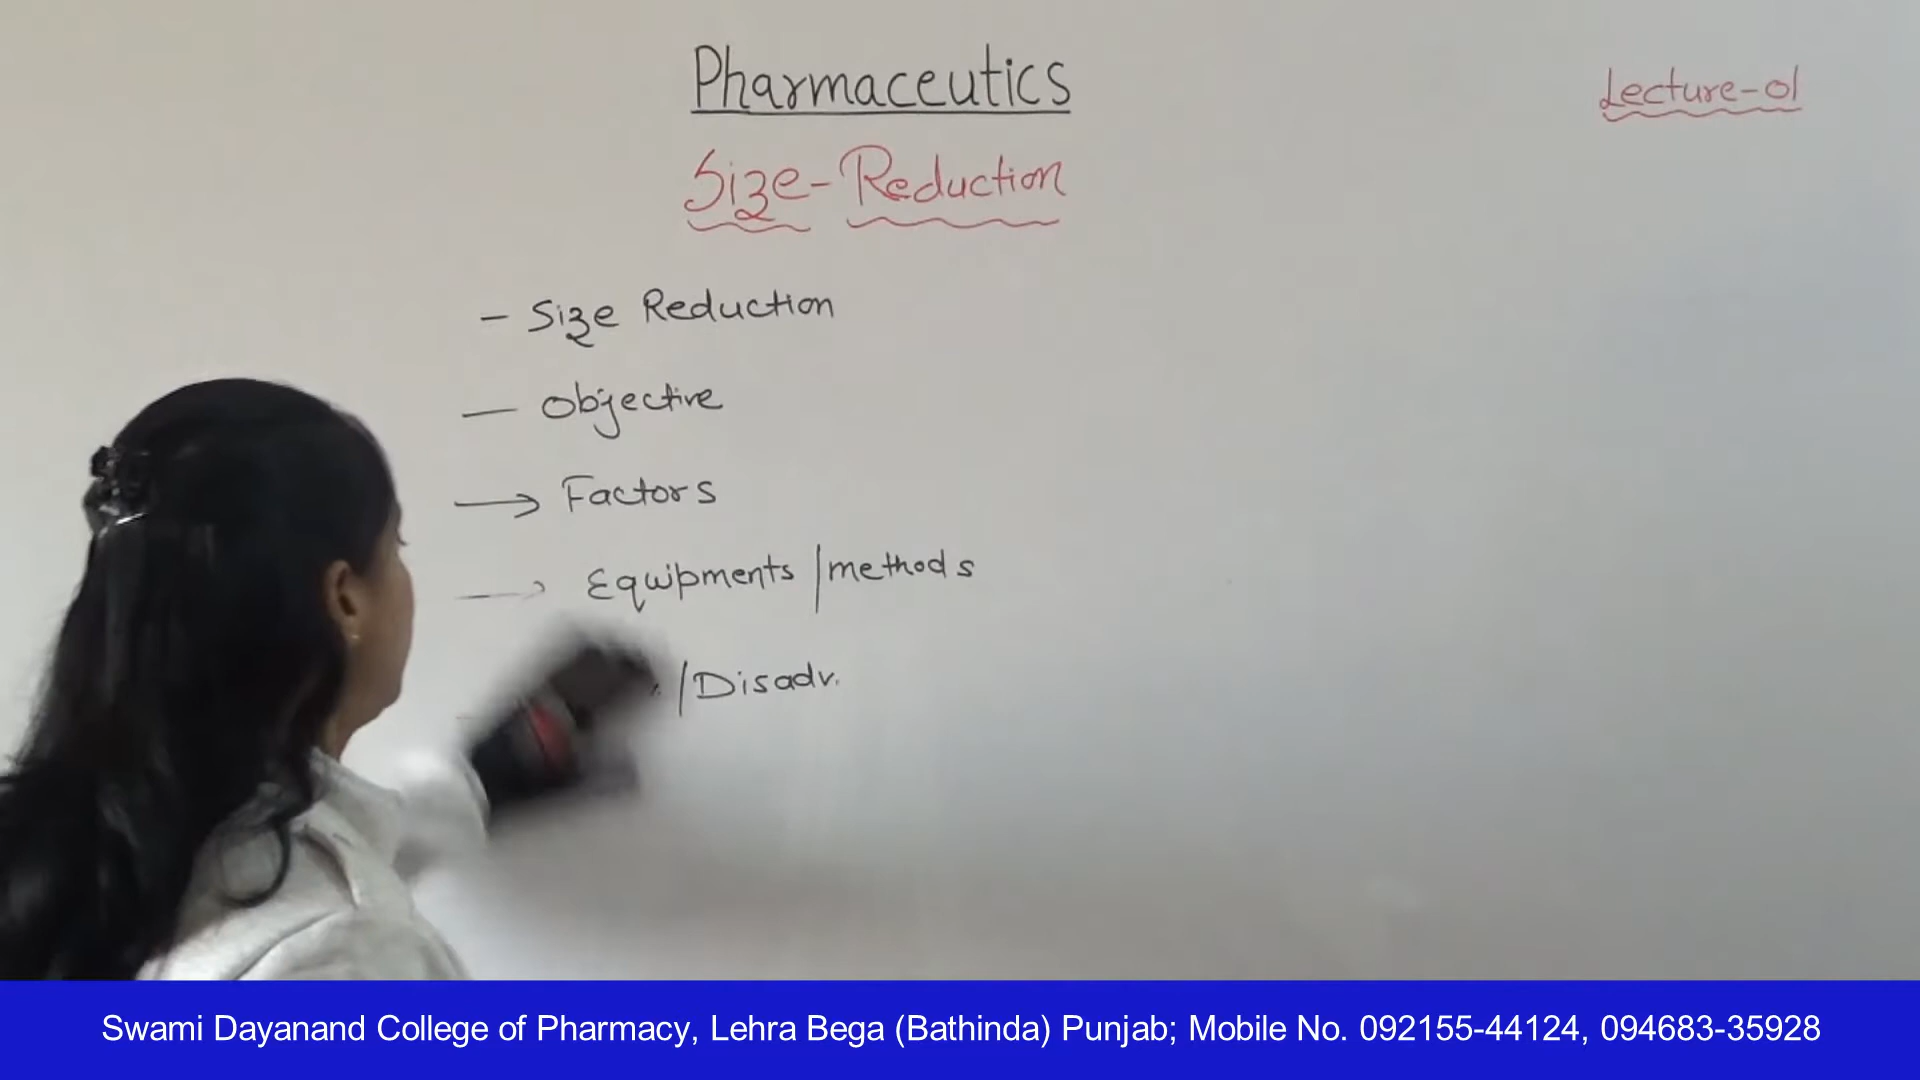 Pharmaceutics
Lecture-01
Size-Reduction
- Size Reduction
— Objective
→ Factors
→ Equipments /methods
/Disadv.
Swami Dayanand College of Pharmacy, Lehra Bega (Bathinda) Punjab; Mobile No. 092155-44124, 094683-35928